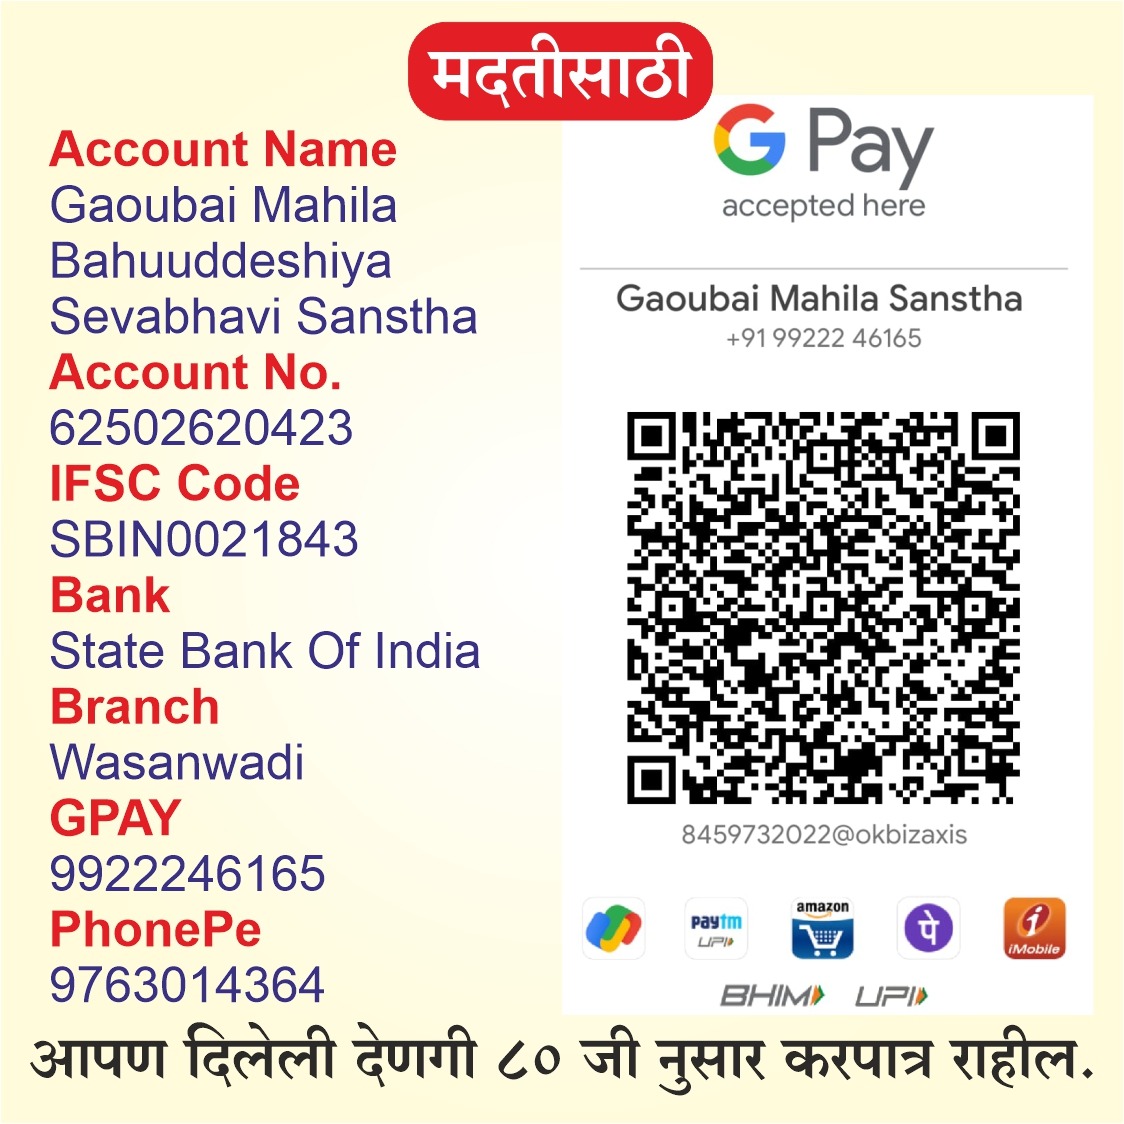 मदतीसाठी
Account Name
Gaoubai Mahila
Bahuuddeshiya
Sevabhavi Sanstha
Account No.
62502620423
IFSC Code
SBIN0021843
Bank
State Bank Of India
Branch
Wasanwadi
GPAY
9922246165
PhonePe
9763014364
G Pay
accepted here
Gaoubai Mahila Sanstha
+91 99222 46165
8459732022@okbizaxis
paytm
UPI
amazon
पे
iMobile
BHIM UPI
आपण दिलेली देणगी ८० जी नुसार करपात्र राहील.